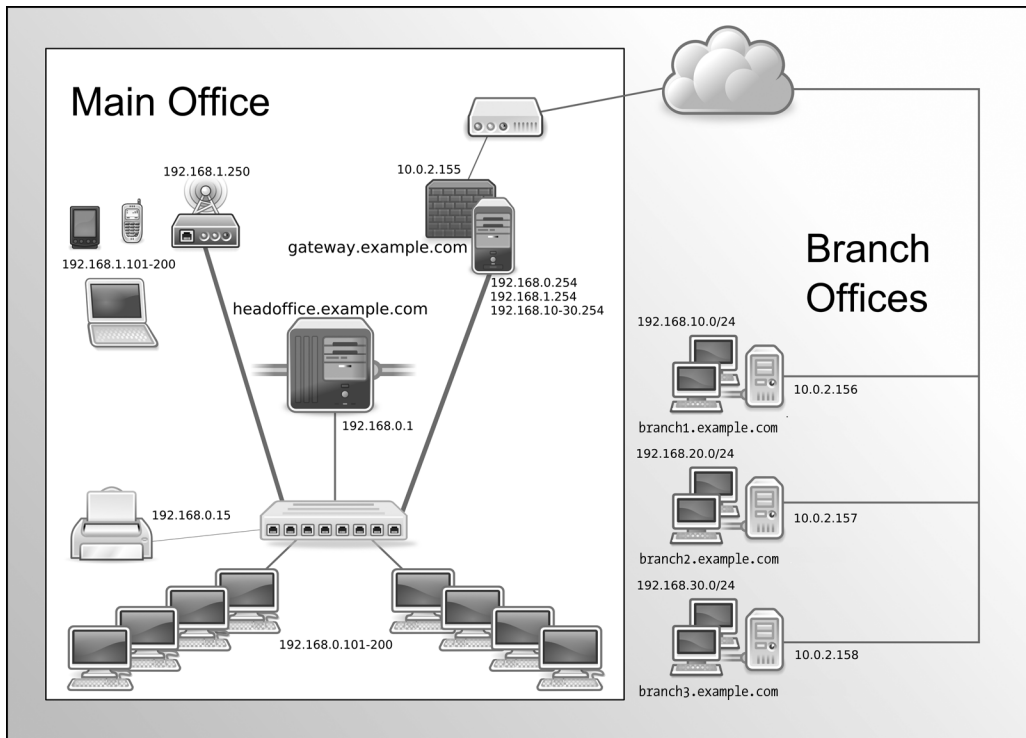 Main Office
192.168.1.250
10.0.2.155
gateway.example.com
192.168.1.101-200
192.168.0.254
192.168.1.254
192.168.10-30.254
headoffice.example.com
192.168.0.1
192.168.0.15
192.168.0.101-200
Branch
Offices
192.168.10.0/24
10.0.2.156
branch1.example.com
192.168.20.0/24
10.0.2.157
branch2.example.com
192.168.30.0/24
10.0.2.158
branch3.example.com